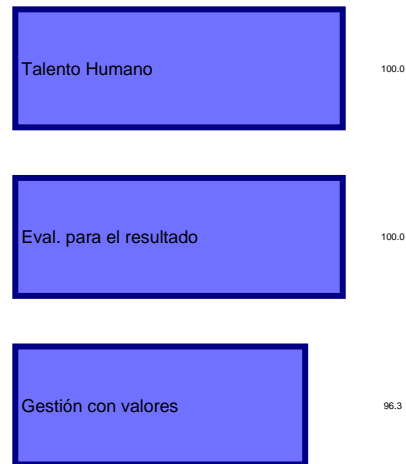 Talento Humano 100.0
Eval. para el resultado 100.0
Gestión con valores 96.3